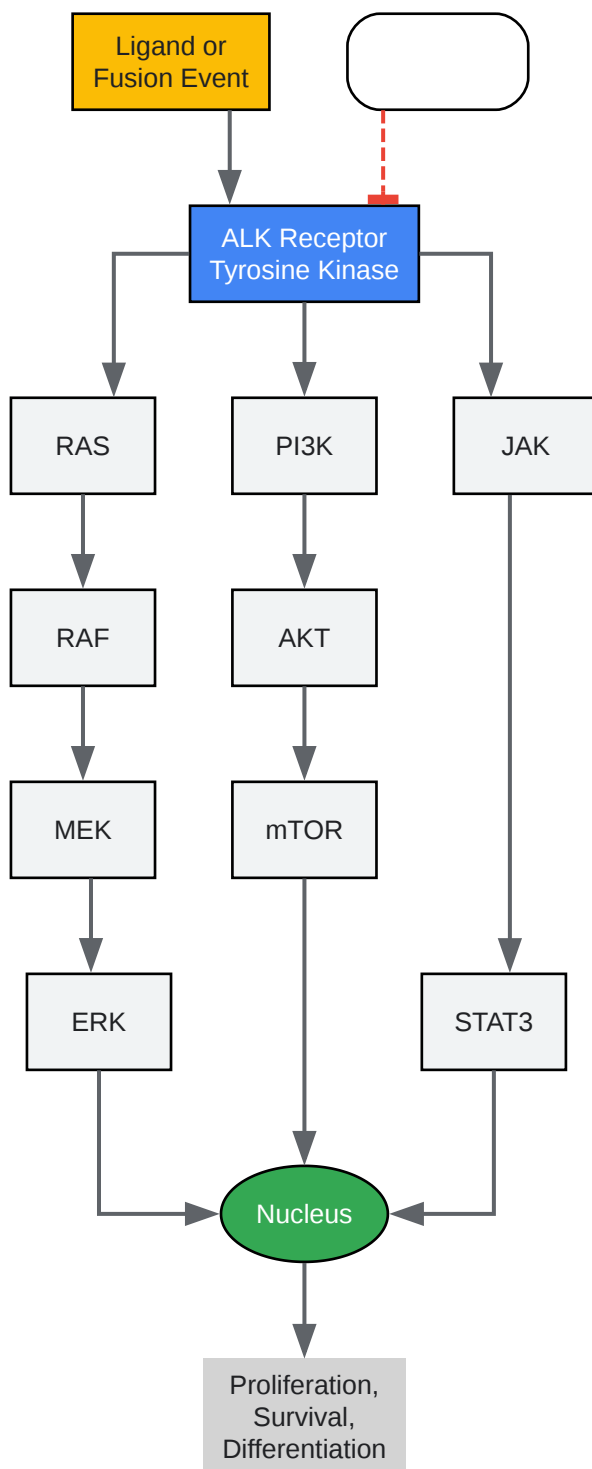 Ligand or
Fusion Event
ALK Receptor
Tyrosine Kinase
RAS
PI3K
JAK
RAF
AKT
MEK
mTOR
ERK
STAT3
Nucleus
Proliferation,
Survival,
Differentiation